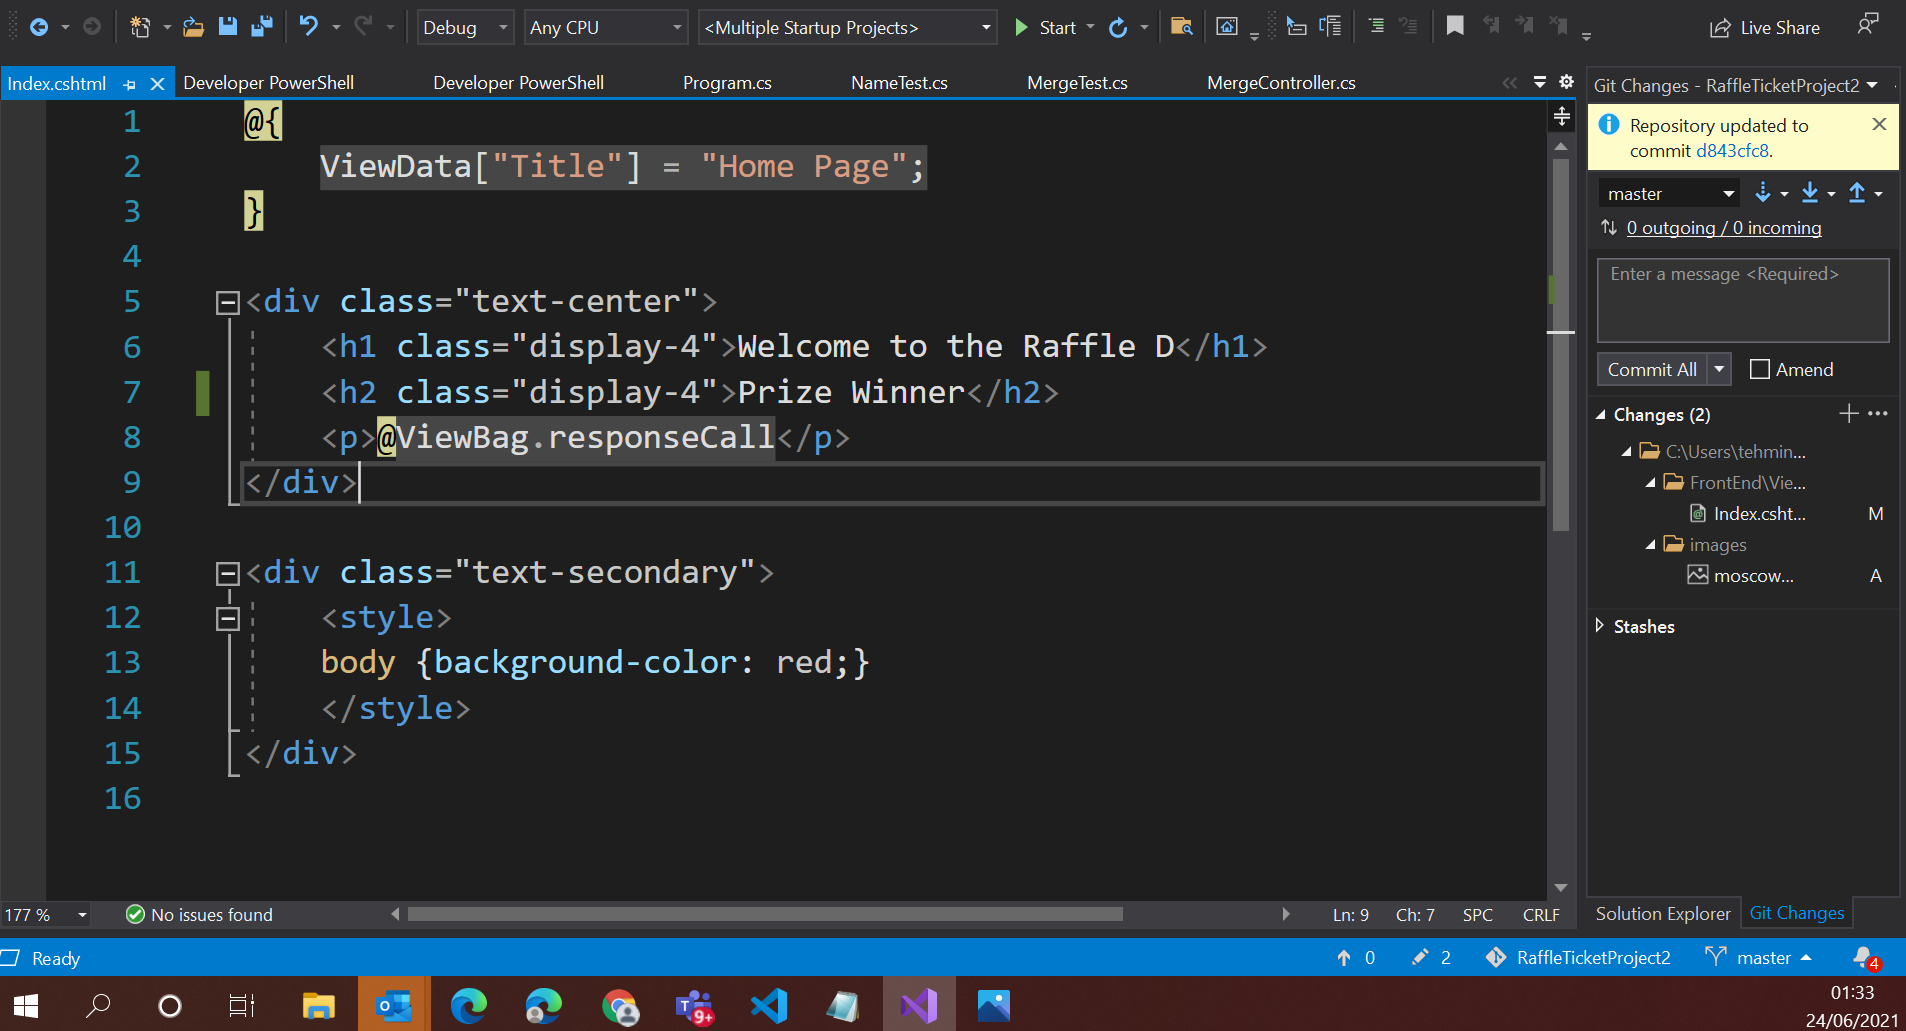 Debug
Any CPU
<Multiple Startup Projects>
Start
Live Share
Index.cshtml
Developer PowerShell
Developer PowerShell
Program.cs
NameTest.cs
MergeTest.cs
MergeController.cs
1 @{
2 ViewData["Title"] = "Home Page";
3 }
4
5 <div class="text-center">
6 <h1 class="display-4">Welcome to the Raffle D</h1>
7 <h2 class="display-4">Prize Winner</h2>
8 <p>@ViewBag.responseCall</p>
9 </div>
10
11 <div class="text-secondary">
12 <style>
13 body {background-color: red;}
14 </style>
15 </div>
16
177 %
No issues found
Ln: 9
Ch: 7
SPC
CRLF
Git Changes - RaffleTicketProject2
Repository updated to
commit d843cfc8.
master
0 outgoing / 0 incoming
Enter a message <Required>
Commit All
Amend
Changes (2)
C:\Users\tehmin...
FrontEnd\Vie...
Index.csht... M
images
moscow... A
Stashes
Solution Explorer
Git Changes
Ready
0
2
RaffleTicketProject2
master
4
9+
01:33
24/06/2021